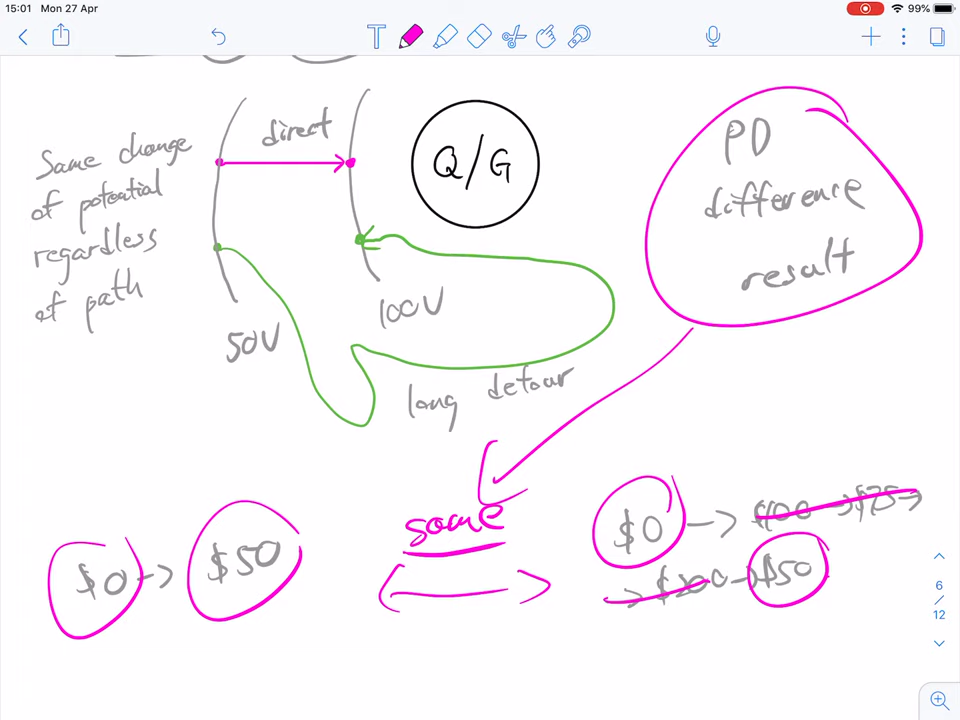 15:01 Mon 27 Apr
99%
T
direct
Same change
of potential
regardless
of path
Q/G
PD
difference
result
50V
100V
long detour
same
$0 -> $50
$0 -> $100 -> $75 ->
-> $200 -> $50
6
/
12